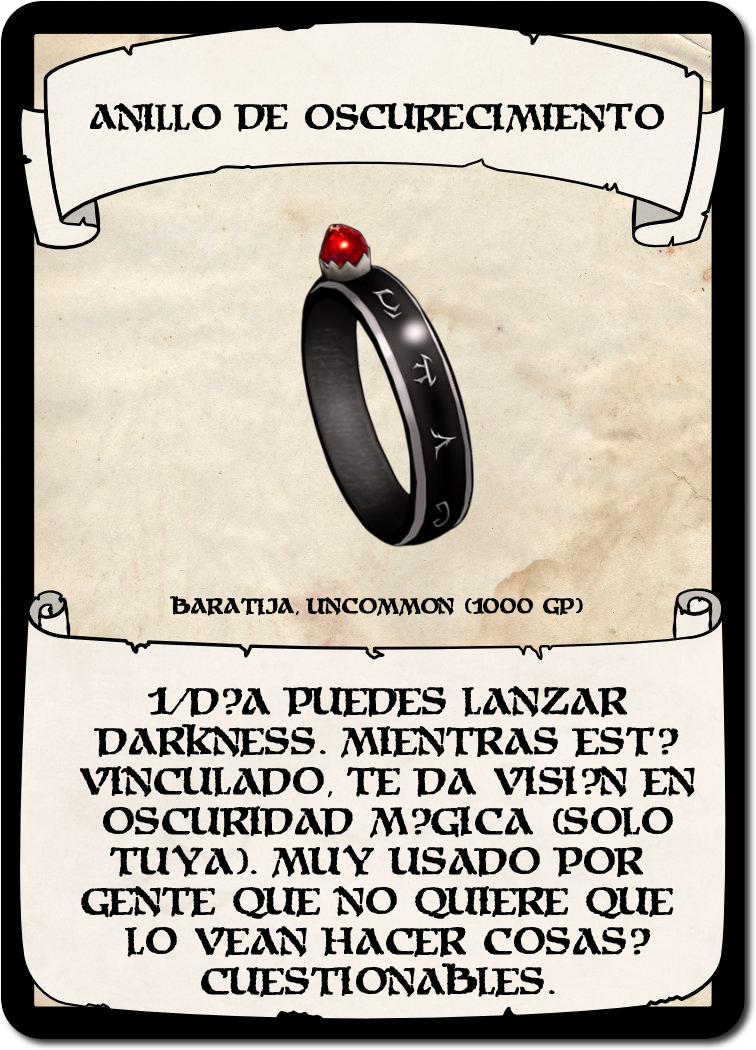 ANILLO DE OSCURECIMIENTO
BARATIJA, UNCOMMON (1000 GP)
1/D?A PUEDES LANZAR
DARKNESS. MIENTRAS EST?
VINCULADO, TE DA VISI?N EN
OSCURIDAD M?GICA (SOLO
TUYA). MUY USADO POR
GENTE QUE NO QUIERE QUE
LO VEAN HACER COSAS?
CUESTIONABLES.